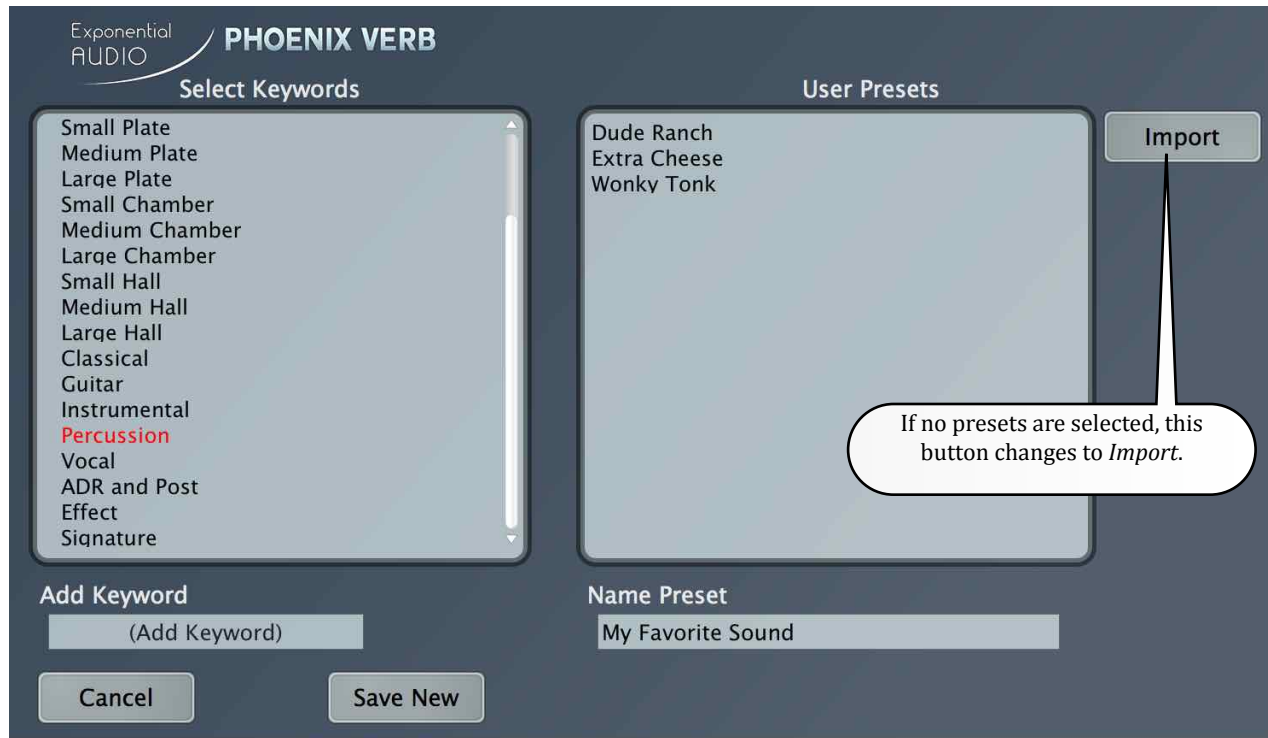 Exponential
AUDIO
PHOENIX VERB
Select Keywords
Small Plate
Medium Plate
Large Plate
Small Chamber
Medium Chamber
Large Chamber
Small Hall
Medium Hall
Large Hall
Classical
Guitar
Instrumental
Percussion
Vocal
ADR and Post
Effect
Signature
Add Keyword
(Add Keyword)
Cancel
Save New
User Presets
Dude Ranch
Extra Cheese
Wonky Tonk
Import
If no presets are selected, this
button changes to Import.
Name Preset
My Favorite Sound